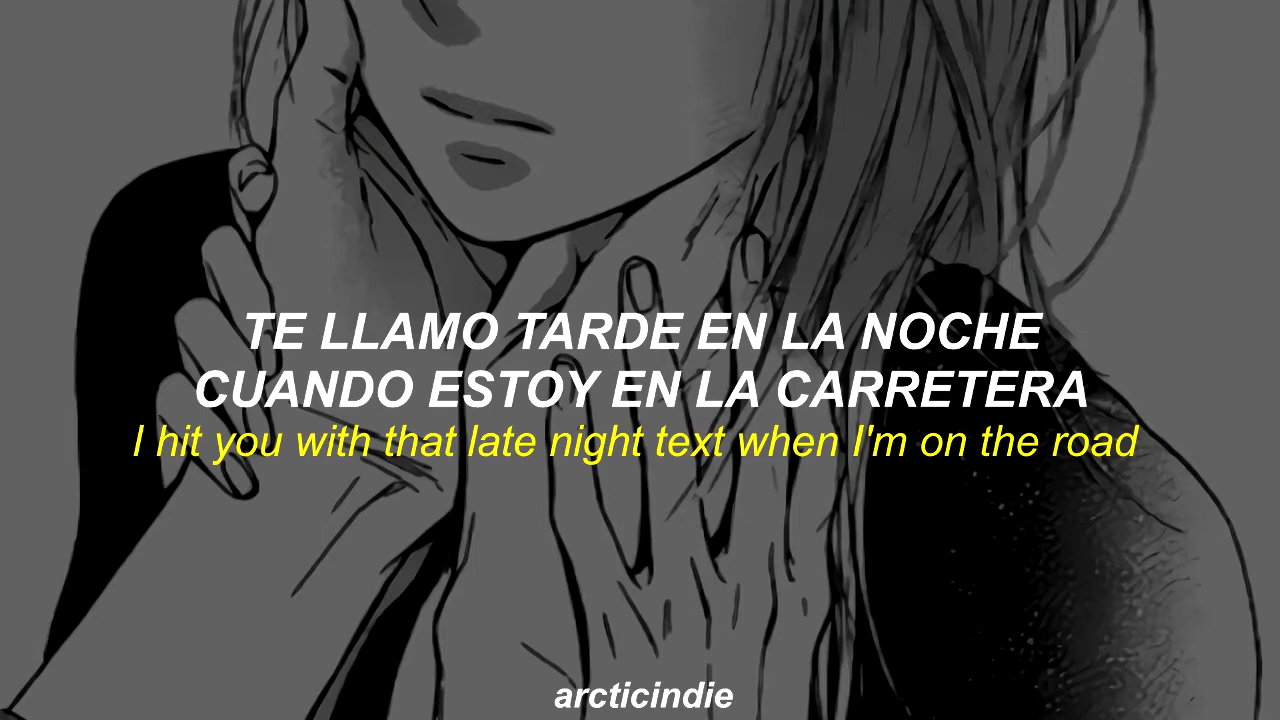 TE LLAMO TARDE EN LA NOCHE
CUANDO ESTOY EN LA CARRETERA
I hit you with that late night text when I'm on the road
arcticindie